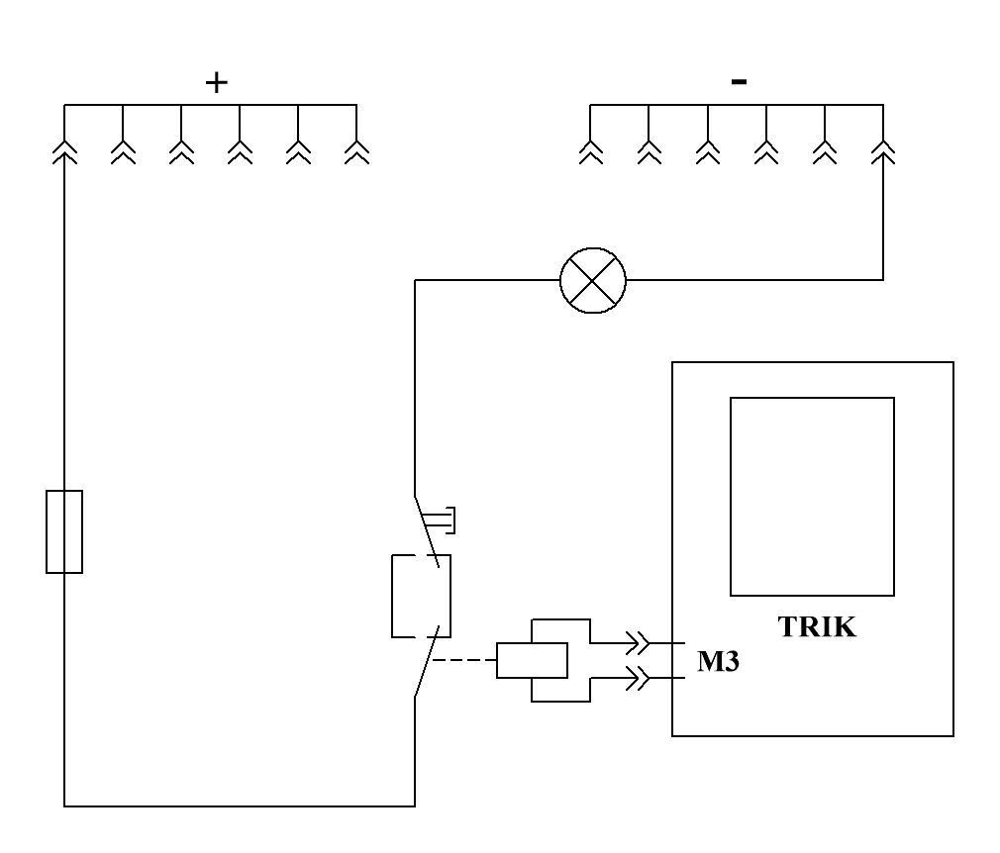 + -
TRIK
M3